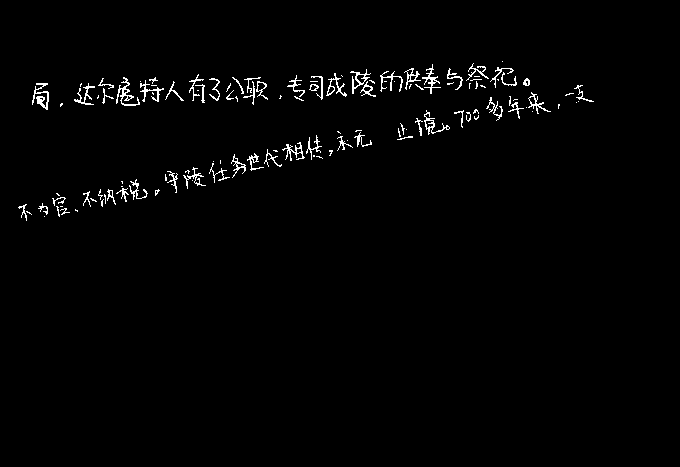 局，达尔扈特人有了公职，专司成陵的供奉与祭祀。
不为官、不纳税。守陵任务世代相传，永无止境。700多年来，一支